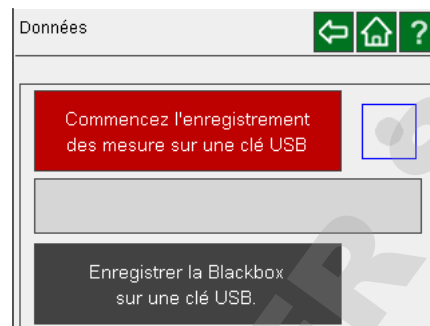 Données
?
Commencez l'enregistrement
des mesure sur une clé USB
Enregistrer la Blackbox
sur une clé USB.